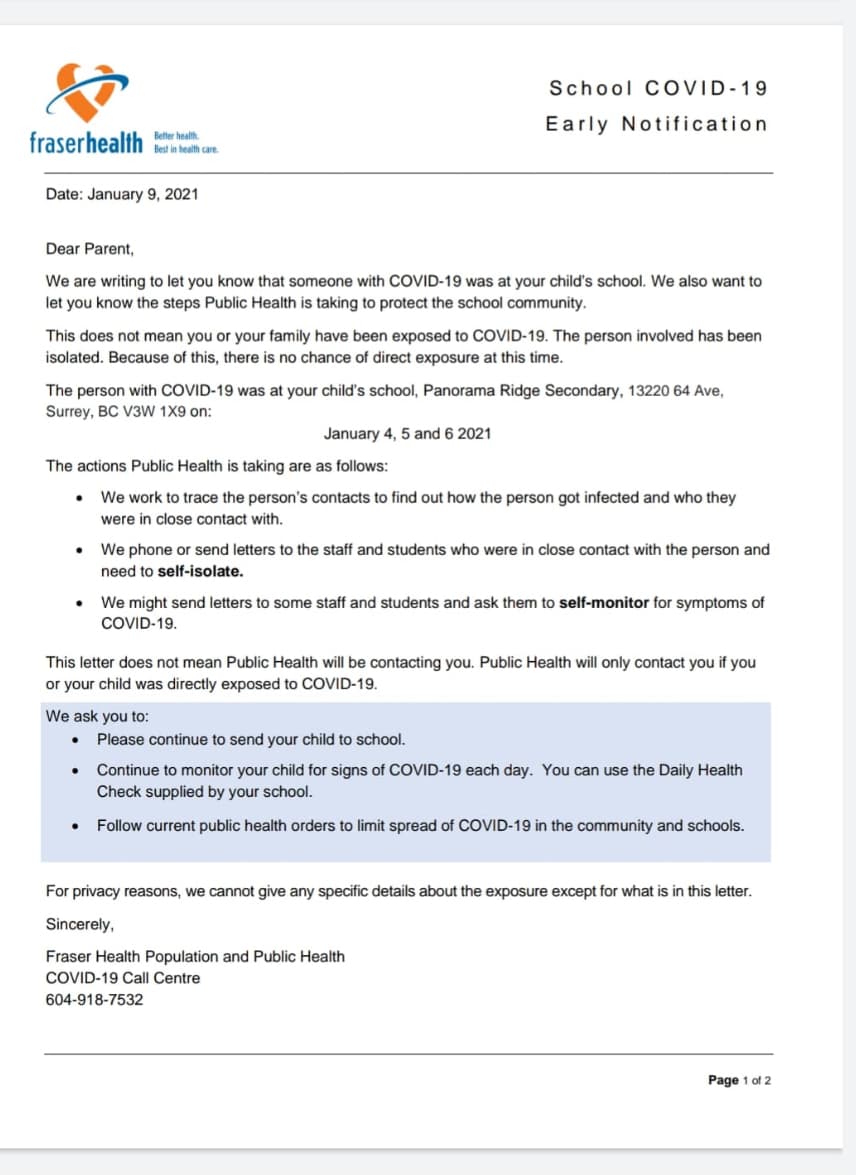 School COVID-19
Early Notification
fraserhealth
Better health.
Best in health care.
Date: January 9, 2021
Dear Parent,
We are writing to let you know that someone with COVID-19 was at your child's school. We also want to
let you know the steps Public Health is taking to protect the school community.
This does not mean you or your family have been exposed to COVID-19. The person involved has been
isolated. Because of this, there is no chance of direct exposure at this time.
The person with COVID-19 was at your child's school, Panorama Ridge Secondary, 13220 64 Ave,
Surrey, BC V3W 1X9 on:
January 4, 5 and 6 2021
The actions Public Health is taking are as follows:
• We work to trace the person's contacts to find out how the person got infected and who they
were in close contact with.
• We phone or send letters to the staff and students who were in close contact with the person and
need to self-isolate.
• We might send letters to some staff and students and ask them to self-monitor for symptoms of
COVID-19.
This letter does not mean Public Health will be contacting you. Public Health will only contact you if you
or your child was directly exposed to COVID-19.
We ask you to:
• Please continue to send your child to school.
• Continue to monitor your child for signs of COVID-19 each day. You can use the Daily Health
Check supplied by your school.
• Follow current public health orders to limit spread of COVID-19 in the community and schools.
For privacy reasons, we cannot give any specific details about the exposure except for what is in this letter.
Sincerely,
Fraser Health Population and Public Health
COVID-19 Call Centre
604-918-7532
Page 1 of 2